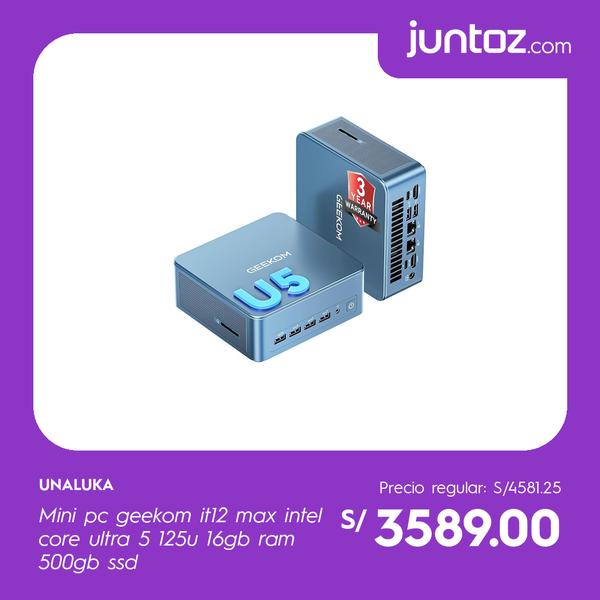 juntoz.com
3
YEAR
WARRANTY
GEEKOM
GEEKOM
U5
UNALUKA
Mini pc geekom it12 max intel
core ultra 5 125u 16gb ram
500gb ssd
Precio regular: S/4581.25
S/ 3589.00